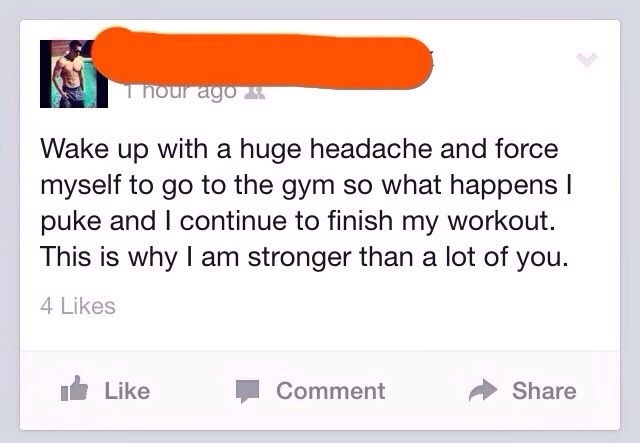 1 hour ago
Wake up with a huge headache and force
myself to go to the gym so what happens I
puke and I continue to finish my workout.
This is why I am stronger than a lot of you.
4 Likes
Like
Comment
Share